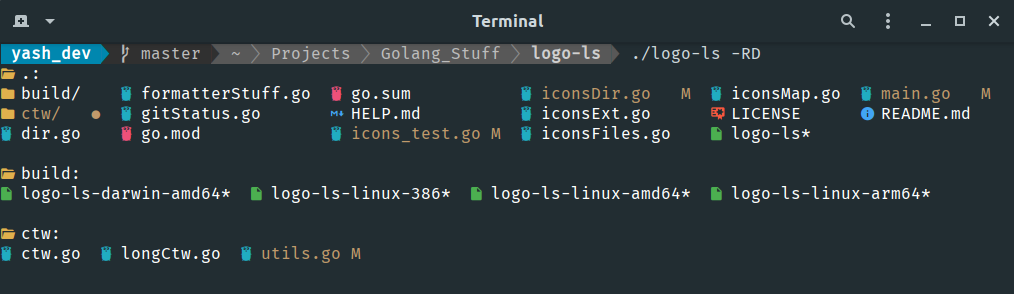 Terminal
yash_dev master ~ Projects Golang_Stuff logo-ls ./logo-ls -RD
.:
build/ formatterStuff.go go.sum iconsDir.go M iconsMap.go main.go M
ctw/ ● gitStatus.go HELP.md iconsExt.go LICENSE README.md
dir.go go.mod icons_test.go M iconsFiles.go logo-ls*
build:
logo-ls-darwin-amd64* logo-ls-linux-386* logo-ls-linux-amd64* logo-ls-linux-arm64*
ctw:
ctw.go longCtw.go utils.go M